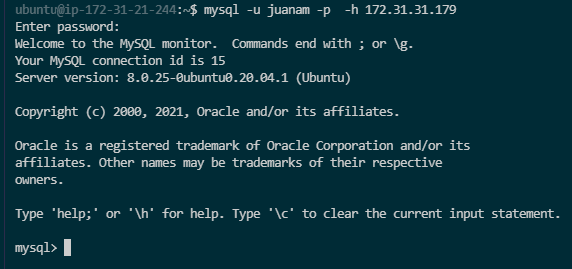 ubuntu@ip-172-31-21-244:~$ mysql -u juanam -p  -h 172.31.31.179
Enter password:
Welcome to the MySQL monitor.  Commands end with ; or \g.
Your MySQL connection id is 15
Server version: 8.0.25-0ubuntu0.20.04.1 (Ubuntu)

Copyright (c) 2000, 2021, Oracle and/or its affiliates.

Oracle is a registered trademark of Oracle Corporation and/or its
affiliates. Other names may be trademarks of their respective
owners.

Type 'help;' or '\h' for help. Type '\c' to clear the current input statement.

mysql>